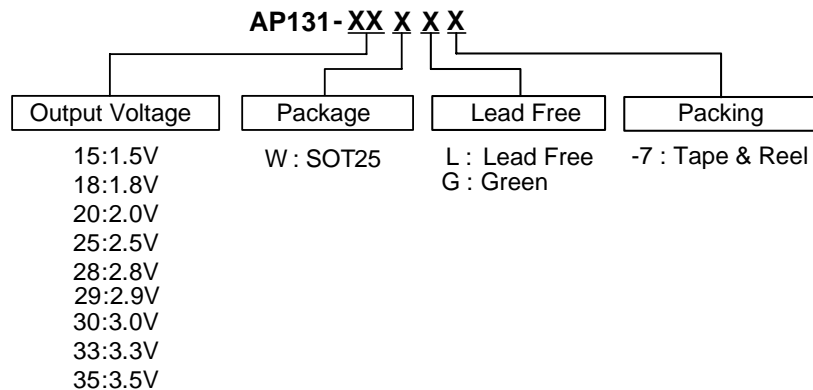 AP131-XX X X X
Output Voltage
Package
Lead Free
Packing
15:1.5V
18:1.8V
20:2.0V
25:2.5V
28:2.8V
29:2.9V
30:3.0V
33:3.3V
35:3.5V
W : SOT25
L : Lead Free
G : Green
-7 : Tape & Reel